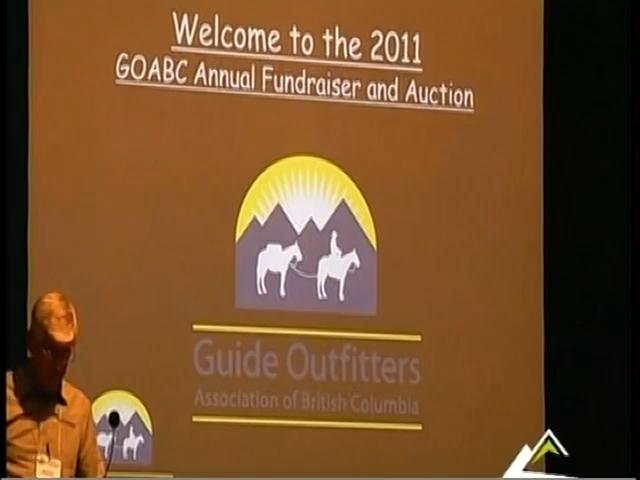 Welcome to the 2011
GOABC Annual Fundraiser and Auction
Guide Outfitters
Association of British Columbia